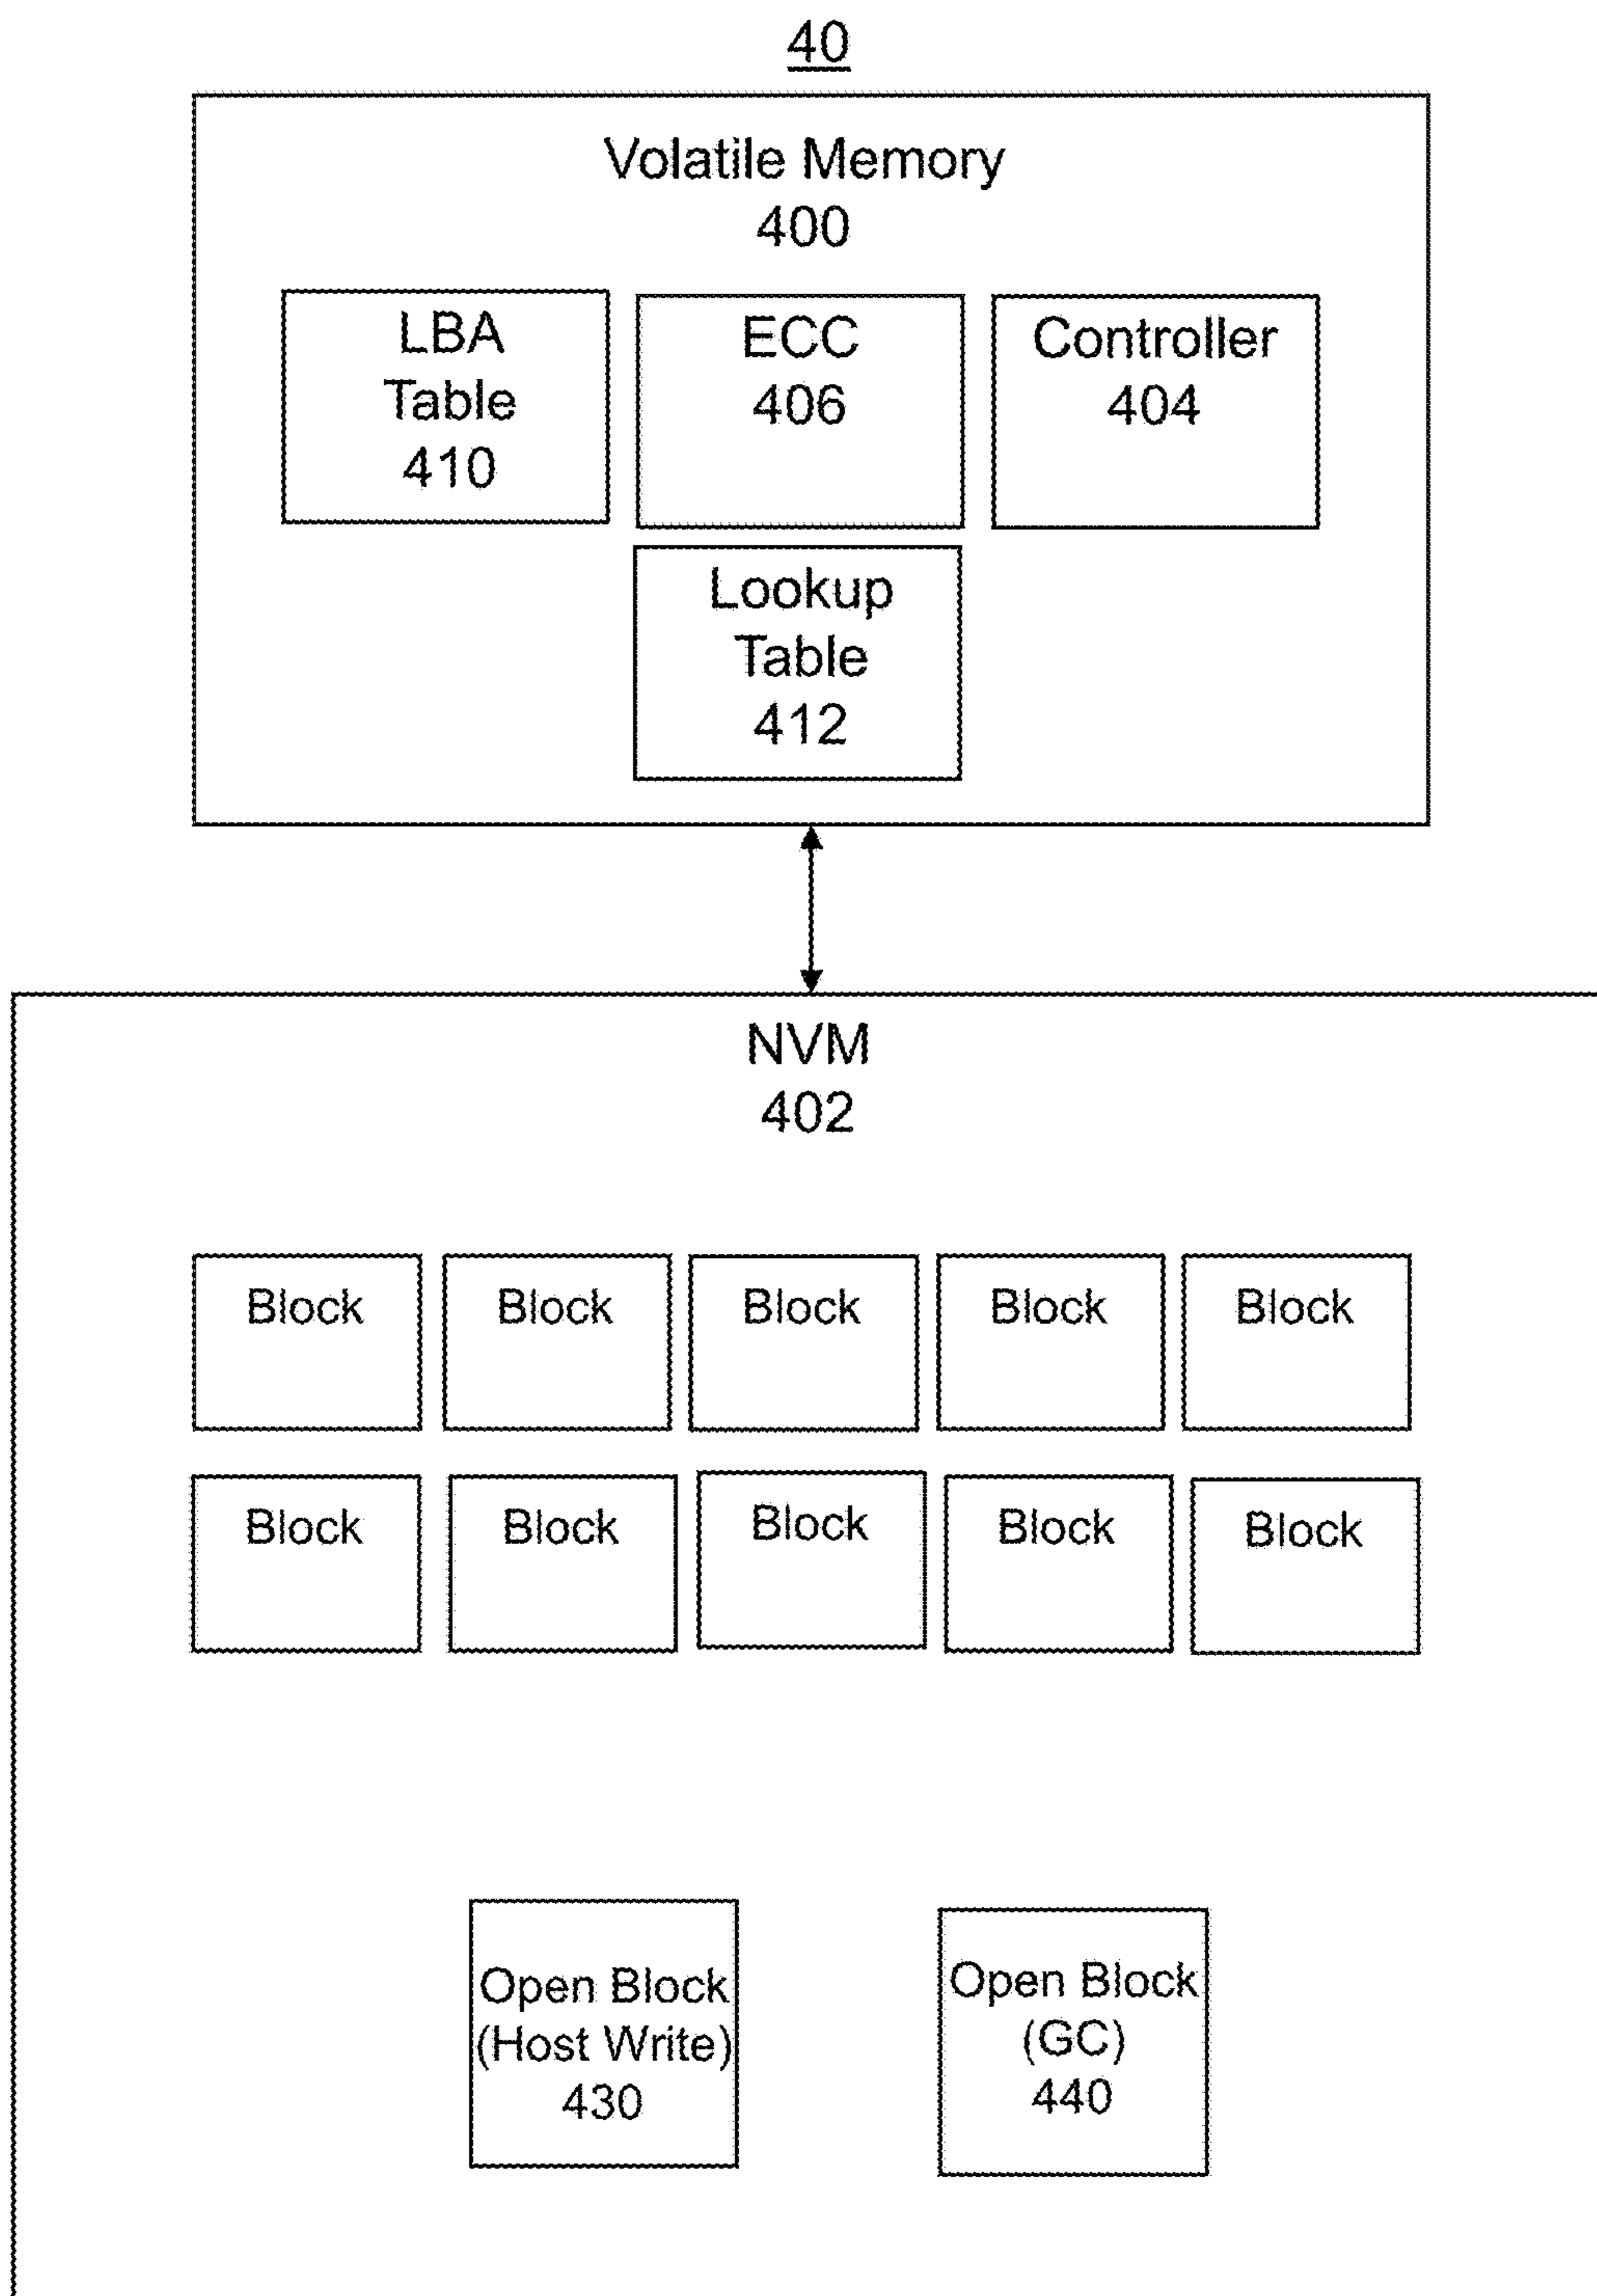 40
Volatile Memory
400
LBA
Table
410
ECC
406
Controller
404
Lookup
Table
412
NVM
402
Block
Block
Block
Block
Block
Block
Block
Block
Block
Block
Open Block
(Host Write)
430
Open Block
(GC)
440